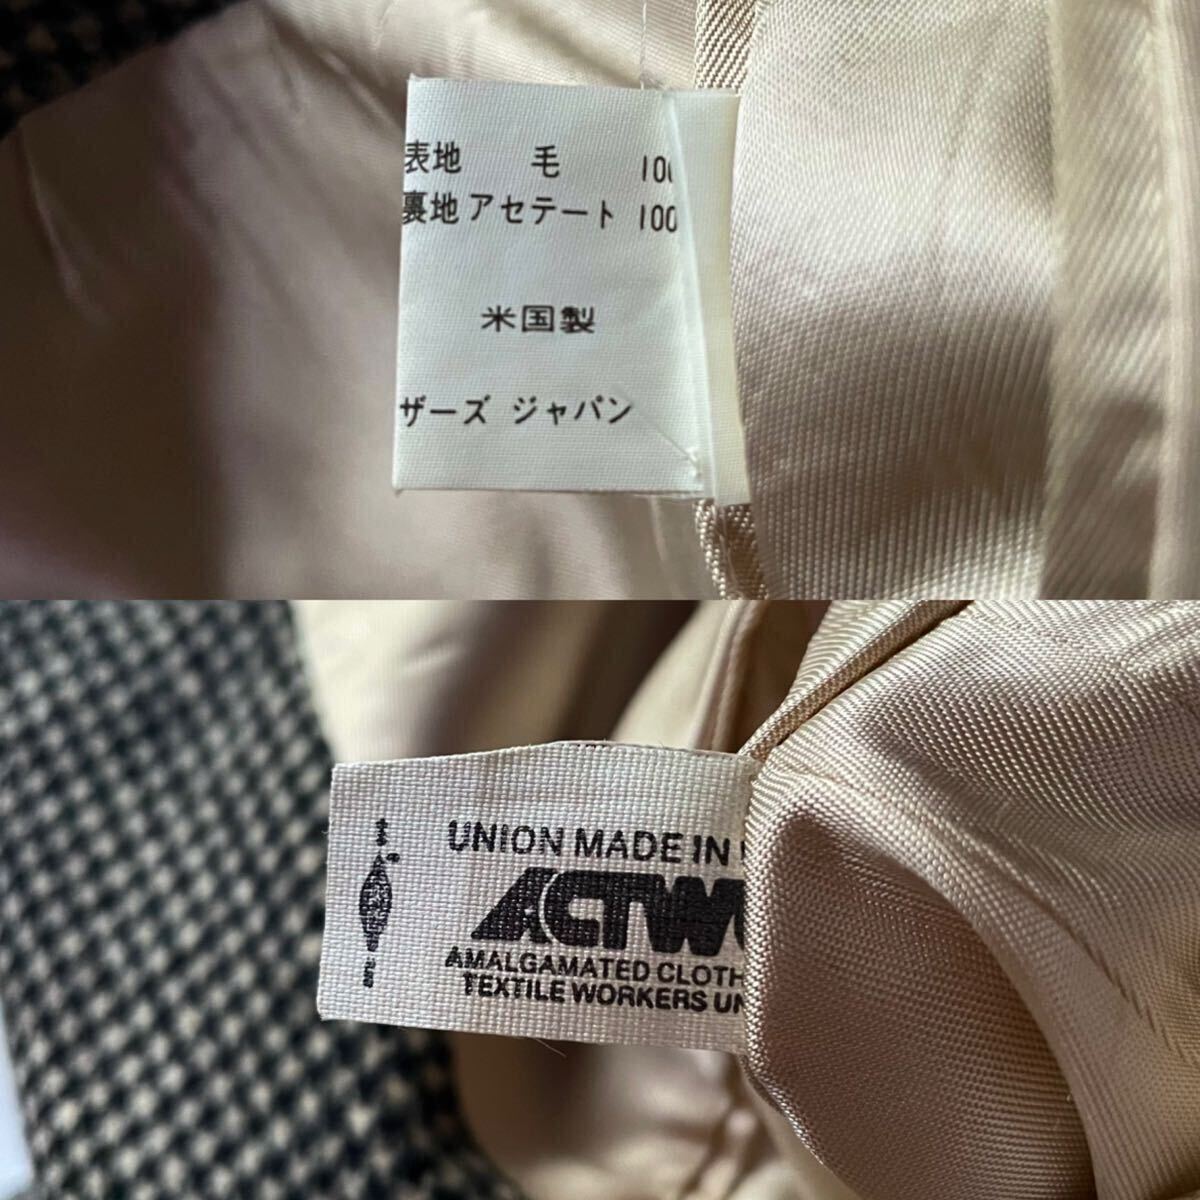 表地 毛 100
裏地 アセテート 100
米国製
ザーズ ジャパン
UNION MADE IN
ACTW
AMALGAMATED CLOTH
TEXTILE WORKERS UN